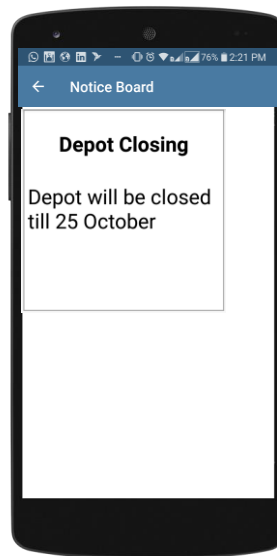 76% 2:21 PM
Notice Board
Depot Closing
Depot will be closed
till 25 October